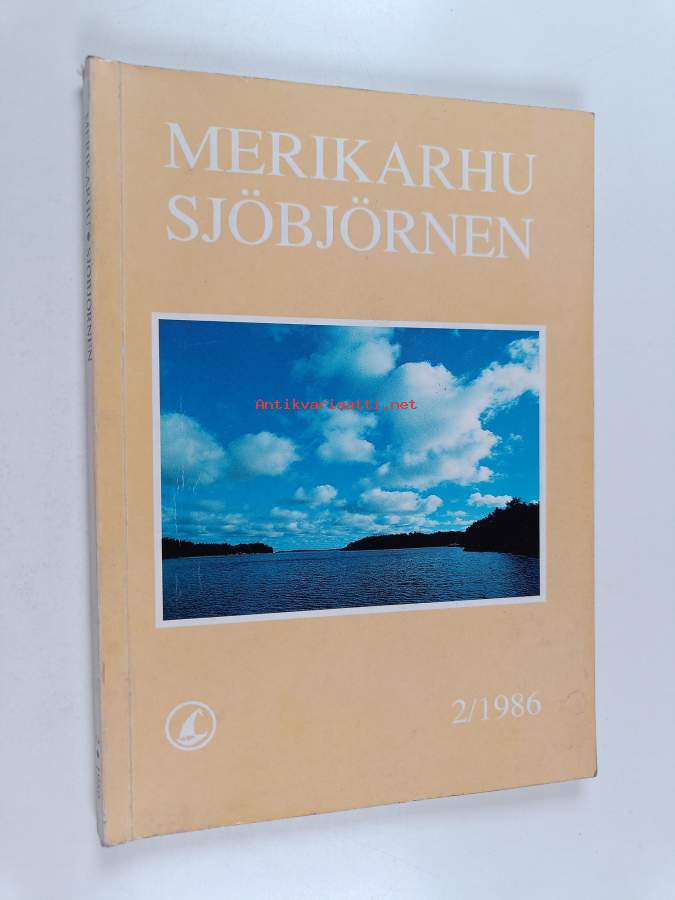 MERIKARHU
SJÖBJÖRNEN
Antikvariaatti.net
2/1986
MERIKARHU • SJÖBJÖRNEN